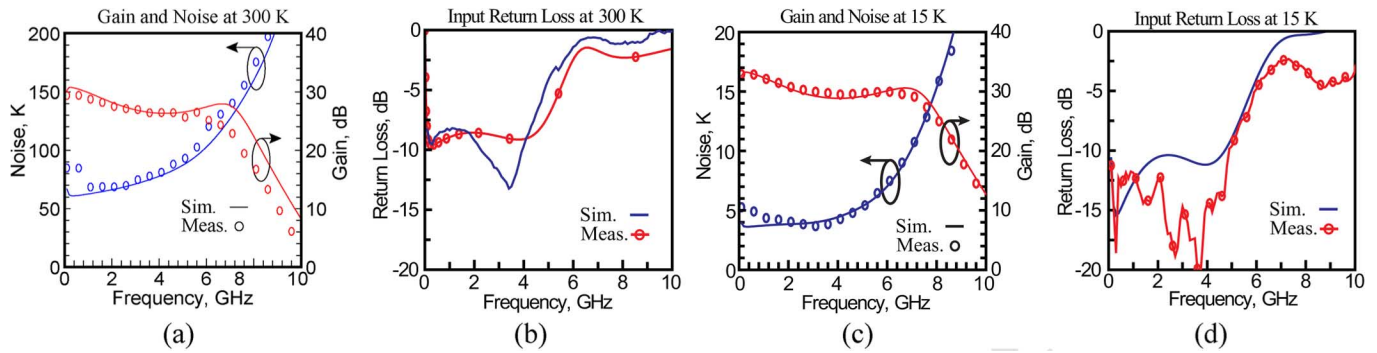 Gain and Noise at 300 K
200
150
100
50
0
Noise, K
40
30
20
10
0
Gain, dB
Sim.
Meas.
0 2 4 6 8 10
Frequency, GHz
(a)
Input Return Loss at 300 K
0
-5
-10
-15
-20
Return Loss, dB
Sim.
Meas.
0 2 4 6 8 10
Frequency, GHz
(b)
Gain and Noise at 15 K
20
15
10
5
0
Noise, K
40
30
20
10
0
Gain, dB
Sim.
Meas.
0 2 4 6 8 10
Frequency, GHz
(c)
Input Return Loss at 15 K
0
-5
-10
-15
-20
Return Loss, dB
Sim.
Meas.
0 2 4 6 8 10
Frequency, GHz
(d)